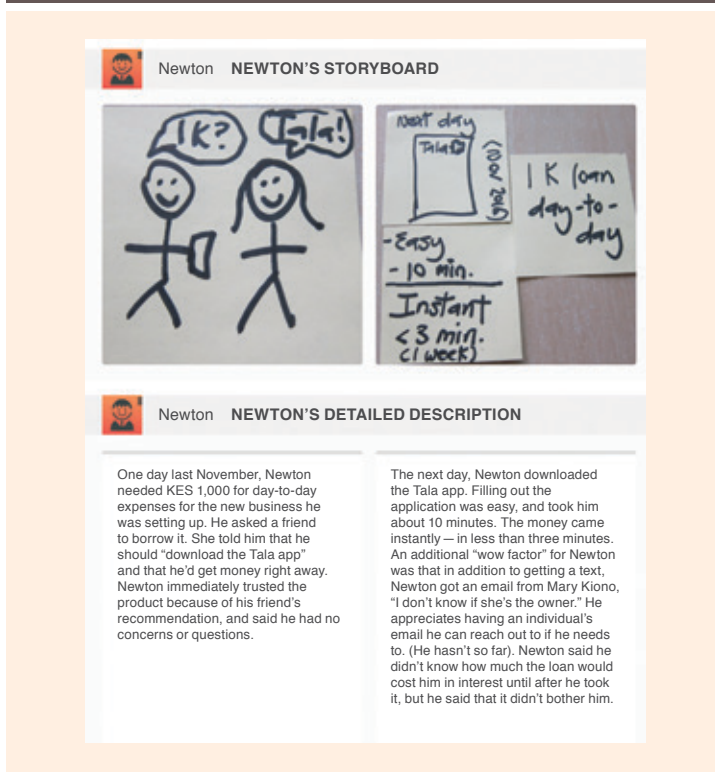 Newton NEWTON'S STORYBOARD
1K?
Tala!
Next day
Tala
(Nov 2016)
1K loan
day-to-
day
-Easy
- 10 min.
Instant
<3 min.
(1 week)
Newton NEWTON'S DETAILED DESCRIPTION
One day last November, Newton
needed KES 1,000 for day-to-day
expenses for the new business he
was setting up. He asked a friend
to borrow it. She told him that he
should “download the Tala app”
and that he’d get money right away.
Newton immediately trusted the
product because of his friend’s
recommendation, and said he had no
concerns or questions.
The next day, Newton downloaded
the Tala app. Filling out the
application was easy, and took him
about 10 minutes. The money came
instantly — in less than three minutes.
An additional “wow factor” for Newton
was that in addition to getting a text,
Newton got an email from Mary Kiono,
“I don’t know if she’s the owner.” He
appreciates having an individual’s
email he can reach out to if he needs
to. (He hasn’t so far). Newton said he
didn’t know how much the loan would
cost him in interest until after he took
it, but he said that it didn’t bother him.